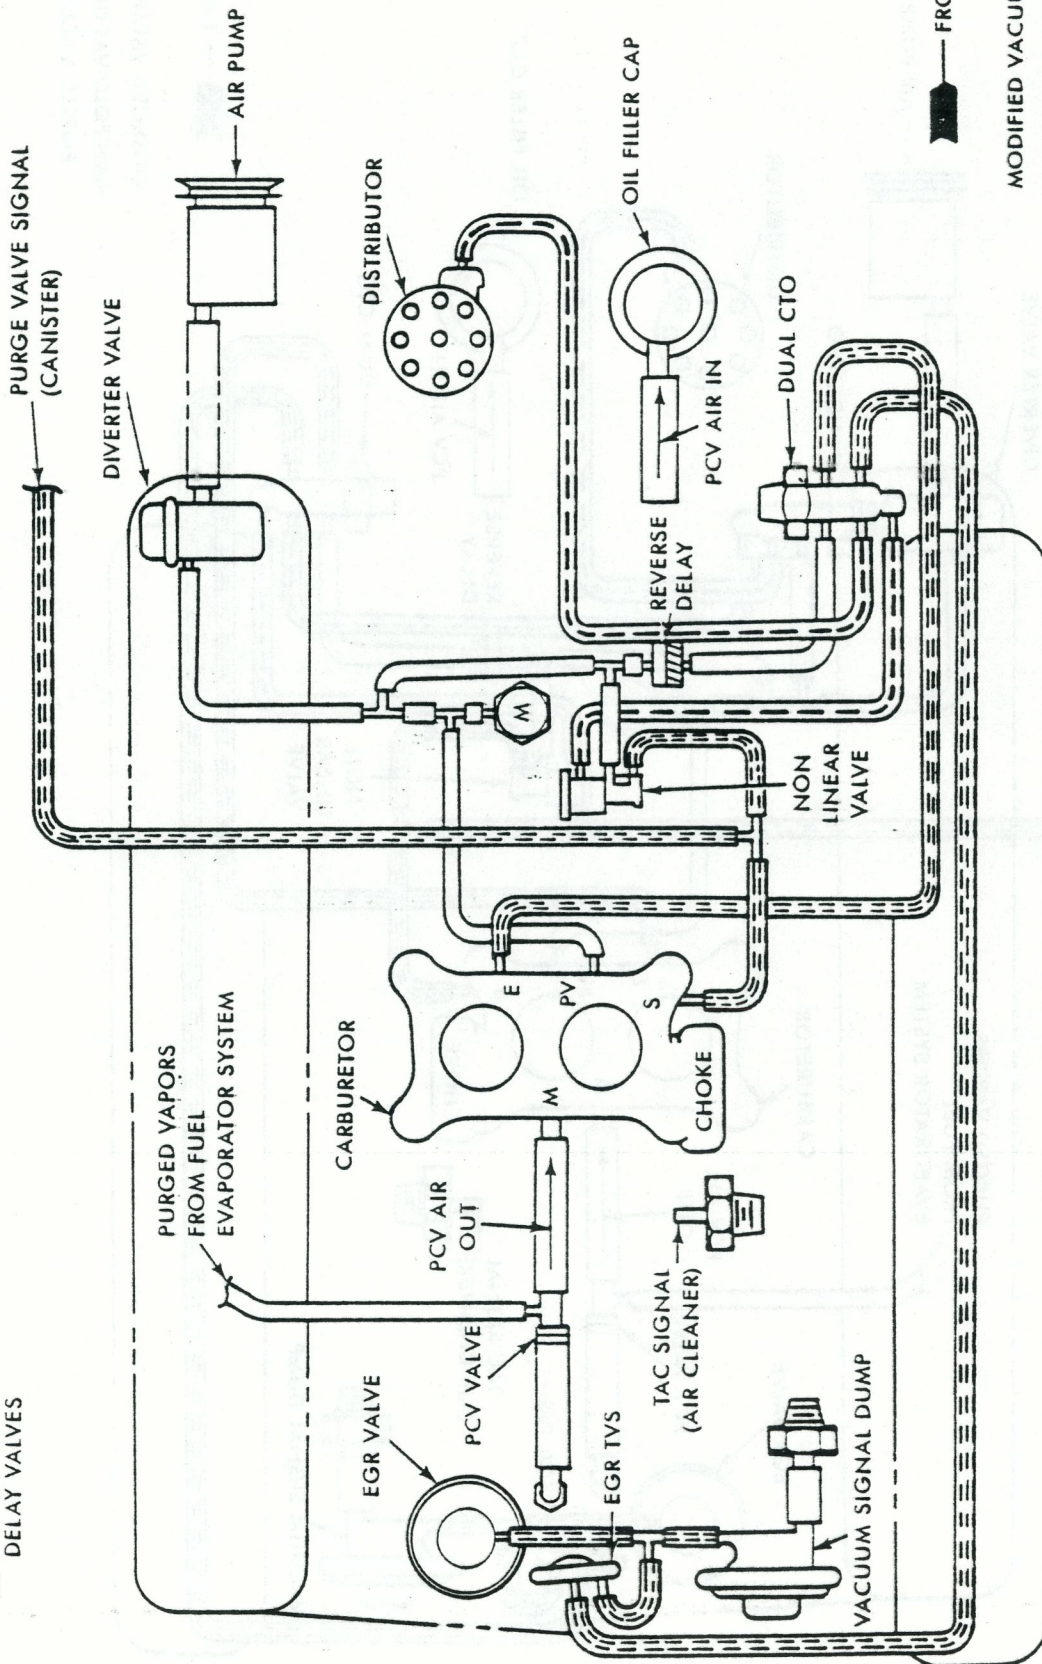 DELAY VALVES
PURGE VALVE SIGNAL
(CANISTER)
DIVERTER VALVE
AIR PUMP
PURGED VAPORS
FROM FUEL
EVAPORATOR SYSTEM
CARBURETOR
DISTRIBUTOR
OIL FILLER CAP
PCV AIR IN
EGR VALVE
PCV VALVE
PCV AIR
OUT
M
E
PV
S
CHOKE
M
REVERSE
DELAY
DUAL CTO
NON
LINEAR
VALVE
TAC SIGNAL
(AIR CLEANER)
EGR TVS
VACUUM SIGNAL DUMP
MODIFIED